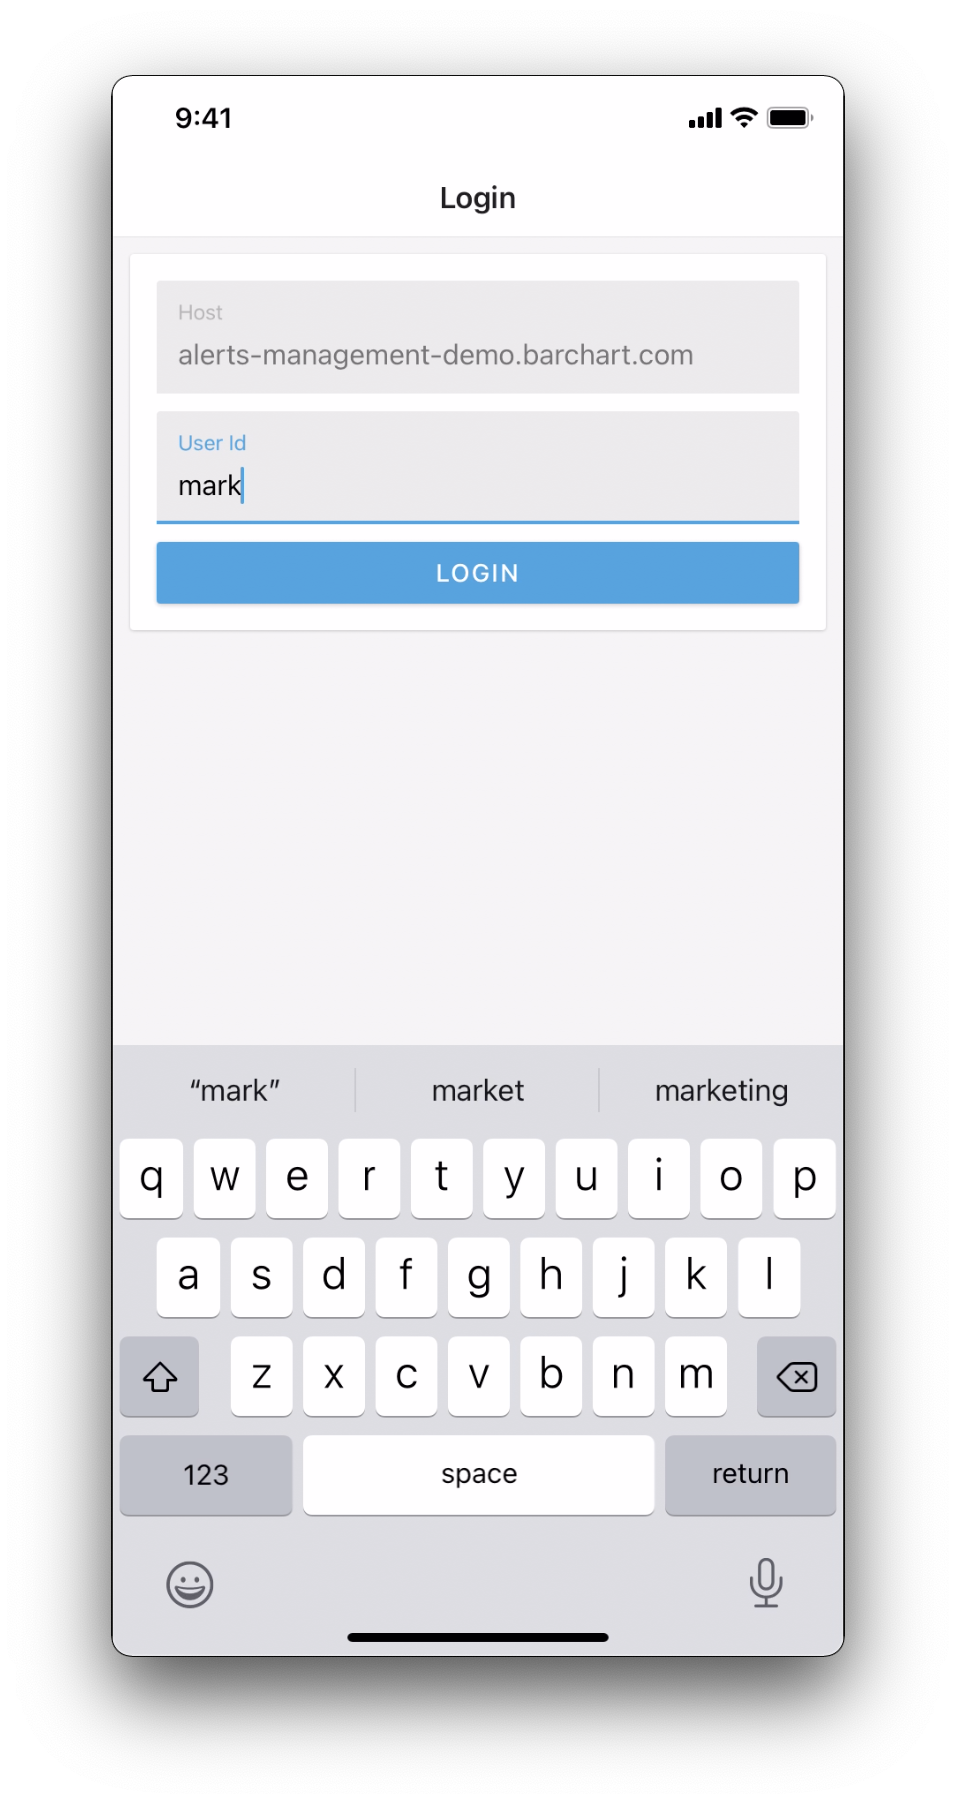 9:41
Login
Host
alerts-management-demo.barchart.com
User Id
mark
LOGIN
“mark” market marketing
q w e r t y u i o p
a s d f g h j k l
z x c v b n m
123 space return